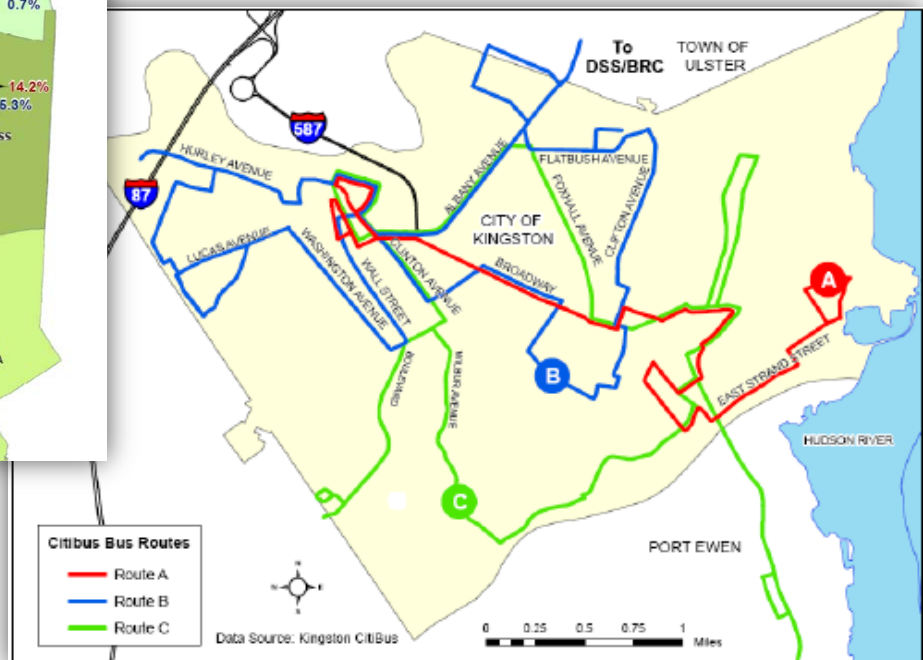 0.7%
14.2%
5.3%
ss
To
DSS/BRC
TOWN OF
ULSTER
587
87
HURLEY AVENUE
ALBANY AVENUE
FLATBUSH AVENUE
FOXHALL AVENUE
CLIFTON AVENUE
CITY OF
KINGSTON
LUCAS AVENUE
WASHINGTON AVENUE
WALL STREET
CLINTON AVENUE
BROADWAY
A
B
EAST STRAND STREET
BOULEVARD
WILBUR AVENUE
HUDSON RIVER
C
PORT EWEN
Citibus Bus Routes
Route A
Route B
Route C
N
E
S
Data Source: Kingston CitiBus
0 0.25 0.5 0.75 1
Miles